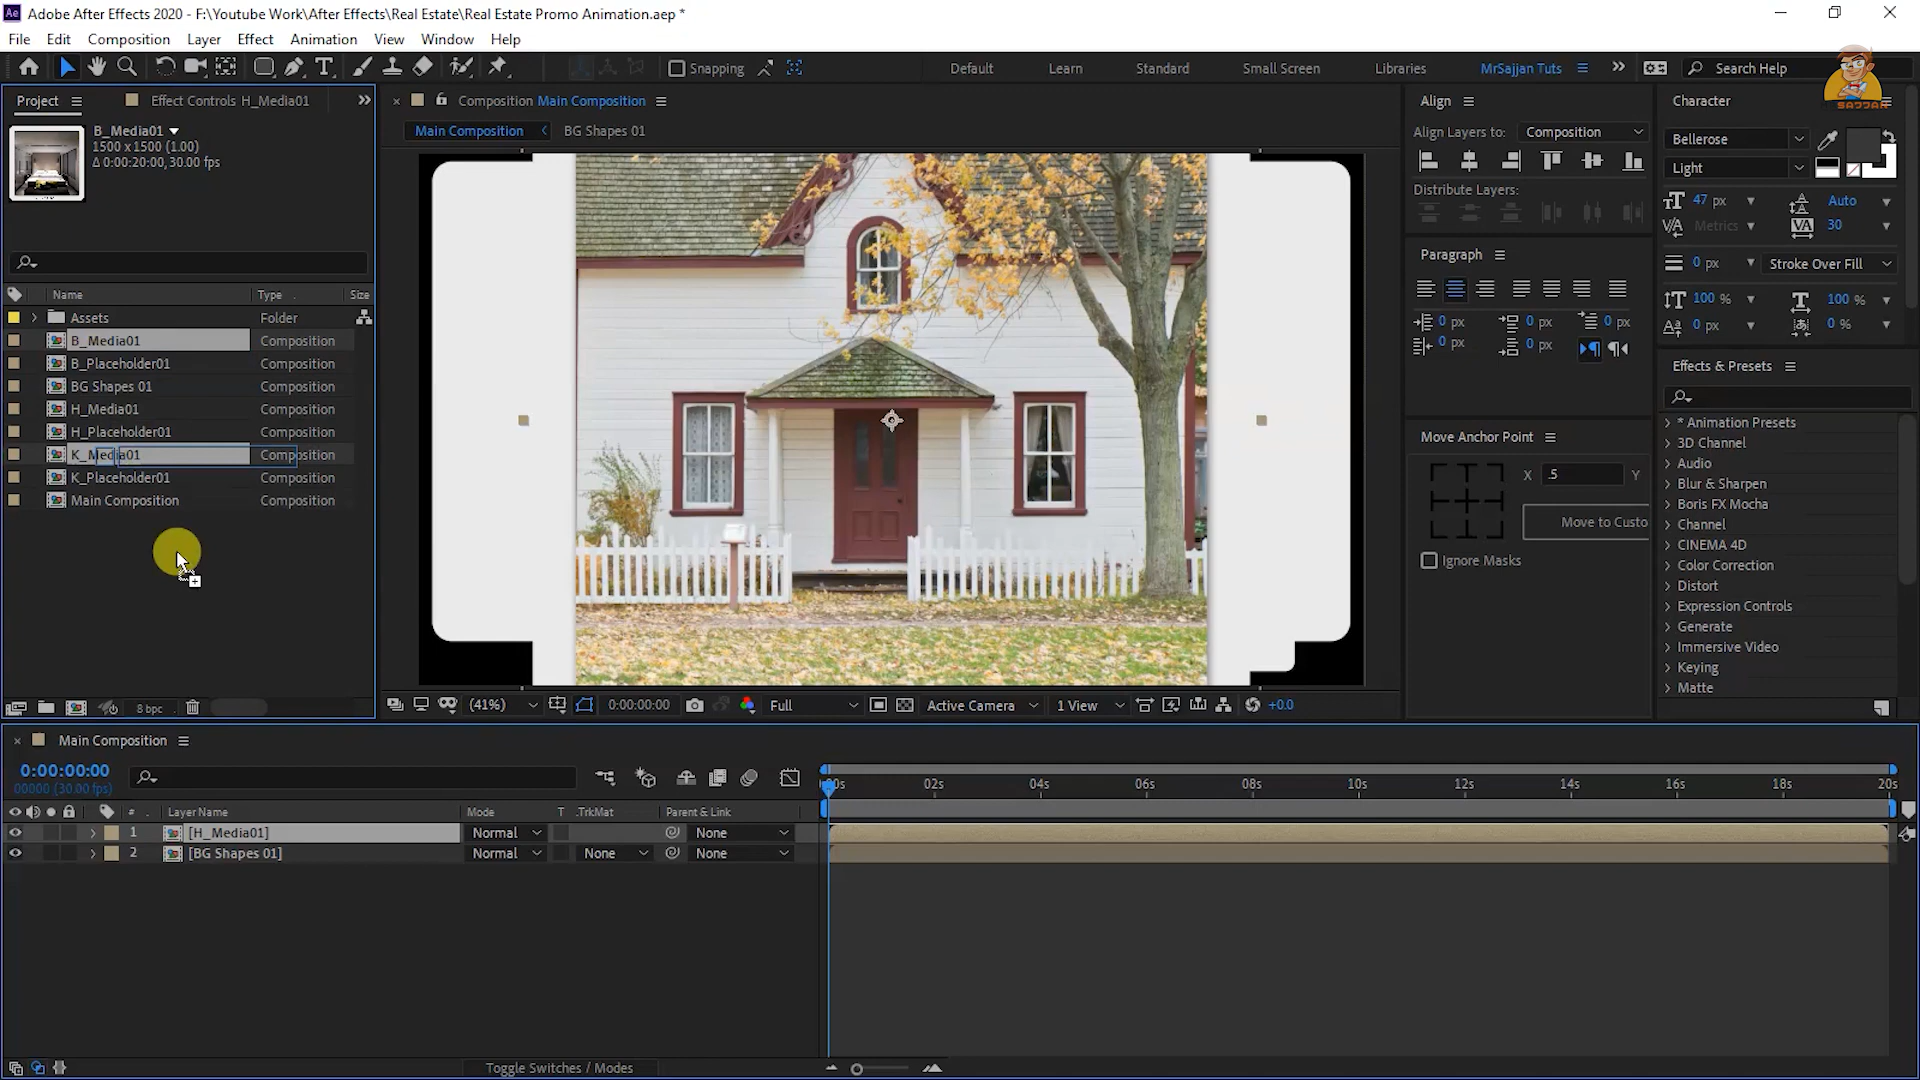 Adobe After Effects 2020 - F:\Youtube Work\After Effects\Real Estate\Real Estate Promo Animation.aep *
File Edit Composition Layer Effect Animation View Window Help
Snapping Default Learn Standard Small Screen Libraries MrSajjan Tuts Search Help
SAJJAN
Project Effect Controls H_Media01
B_Media01
1500 x 1500 (1.00)
Δ 0:00:20:00, 30.00 fps
Name Type Size
Assets Folder
B_Media01 Composition
B_Placeholder01 Composition
BG Shapes 01 Composition
H_Media01 Composition
H_Placeholder01 Composition
K_Media01 Composition
K_Placeholder01 Composition
Main Composition Composition
8 bpc
Composition Main Composition
Main Composition BG Shapes 01
(41%) 0:00:00:00 Full Active Camera 1 View +0.0
Align
Align Layers to: Composition
Distribute Layers:
Paragraph
0 px 0 px 0 px
0 px 0 px
Move Anchor Point
X .5 Y
Move to Custo
Ignore Masks
Character
Bellerose
Light
47 px Auto
Metrics 30
0 px Stroke Over Fill
100 % 100 %
0 px 0 %
Effects & Presets
* Animation Presets
3D Channel
Audio
Blur & Sharpen
Boris FX Mocha
Channel
CINEMA 4D
Color Correction
Distort
Expression Controls
Generate
Immersive Video
Keying
Matte
Main Composition
0:00:00:00
00000 (30.00 fps)
02s 04s 06s 08s 10s 12s 14s 16s 18s 20s
# Layer Name Mode T .TrkMat Parent & Link
1 [H_Media01] Normal None
2 [BG Shapes 01] Normal None None
Toggle Switches / Modes